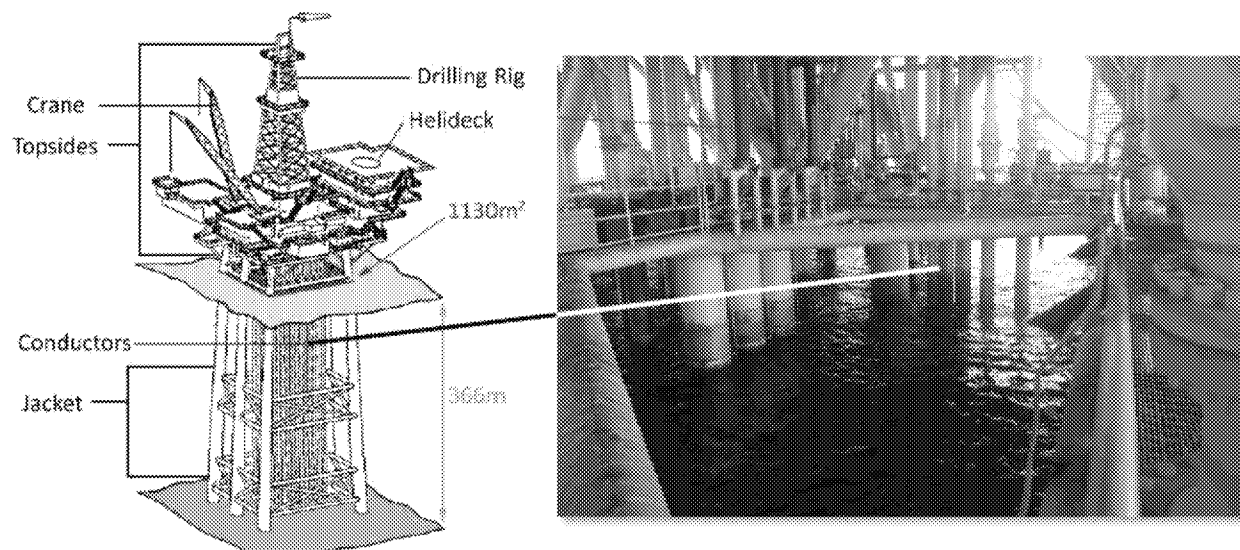 Drilling Rig
Crane
Helideck
Topsides
1130m²
Conductors
366m
Jacket